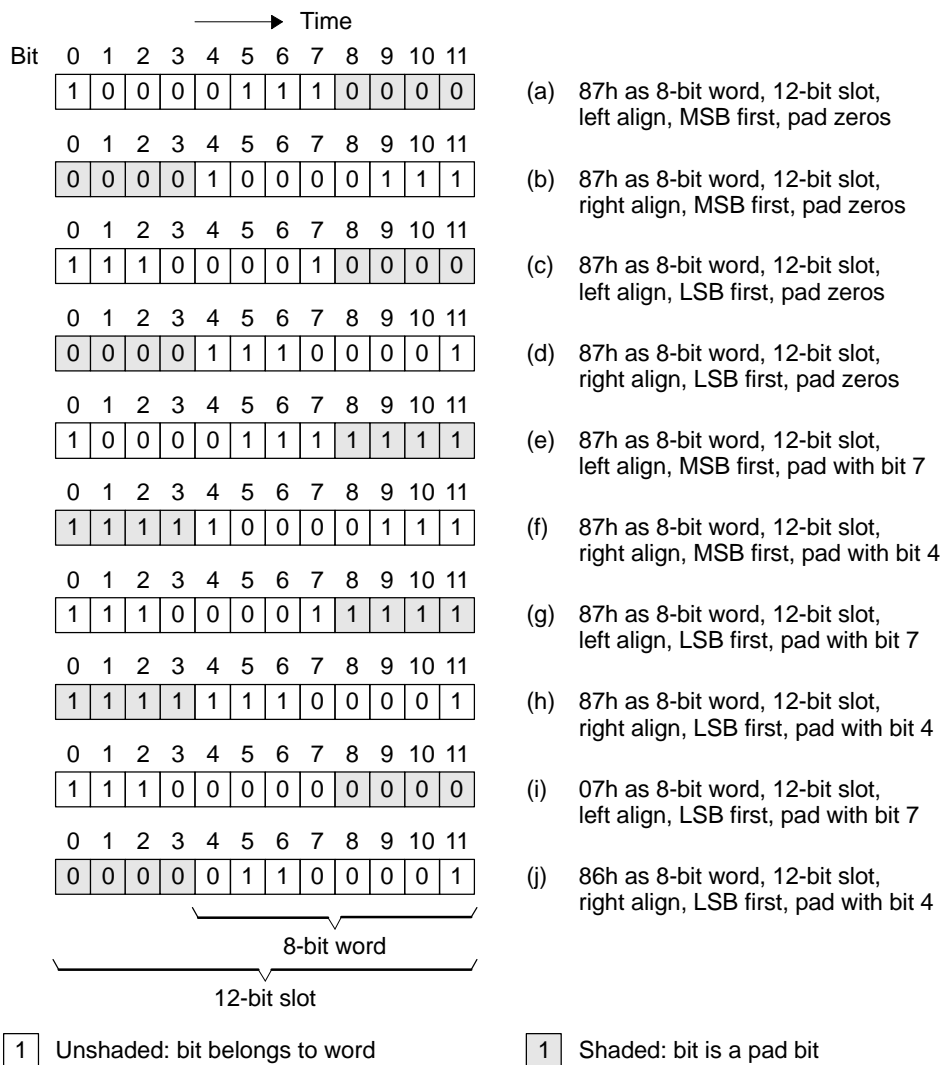 Time
Bit 0 1 2 3 4 5 6 7 8 9 10 11
1 0 0 0 0 1 1 1 0 0 0 0
(a) 87h as 8-bit word, 12-bit slot,
left align, MSB first, pad zeros
0 1 2 3 4 5 6 7 8 9 10 11
0 0 0 0 1 0 0 0 0 1 1 1
(b) 87h as 8-bit word, 12-bit slot,
right align, MSB first, pad zeros
0 1 2 3 4 5 6 7 8 9 10 11
1 1 1 0 0 0 0 1 0 0 0 0
(c) 87h as 8-bit word, 12-bit slot,
left align, LSB first, pad zeros
0 1 2 3 4 5 6 7 8 9 10 11
0 0 0 0 1 1 1 0 0 0 0 1
(d) 87h as 8-bit word, 12-bit slot,
right align, LSB first, pad zeros
0 1 2 3 4 5 6 7 8 9 10 11
1 0 0 0 0 1 1 1 1 1 1 1
(e) 87h as 8-bit word, 12-bit slot,
left align, MSB first, pad with bit 7
0 1 2 3 4 5 6 7 8 9 10 11
1 1 1 1 1 0 0 0 0 1 1 1
(f) 87h as 8-bit word, 12-bit slot,
right align, MSB first, pad with bit 4
0 1 2 3 4 5 6 7 8 9 10 11
1 1 1 0 0 0 0 1 1 1 1 1
(g) 87h as 8-bit word, 12-bit slot,
left align, LSB first, pad with bit 7
0 1 2 3 4 5 6 7 8 9 10 11
1 1 1 1 1 1 1 0 0 0 0 1
(h) 87h as 8-bit word, 12-bit slot,
right align, LSB first, pad with bit 4
0 1 2 3 4 5 6 7 8 9 10 11
1 1 1 0 0 0 0 0 0 0 0 0
(i) 07h as 8-bit word, 12-bit slot,
left align, LSB first, pad with bit 7
0 1 2 3 4 5 6 7 8 9 10 11
0 0 0 0 0 1 1 0 0 0 0 1
(j) 86h as 8-bit word, 12-bit slot,
right align, LSB first, pad with bit 4
8-bit word
12-bit slot
1 Unshaded: bit belongs to word
1 Shaded: bit is a pad bit